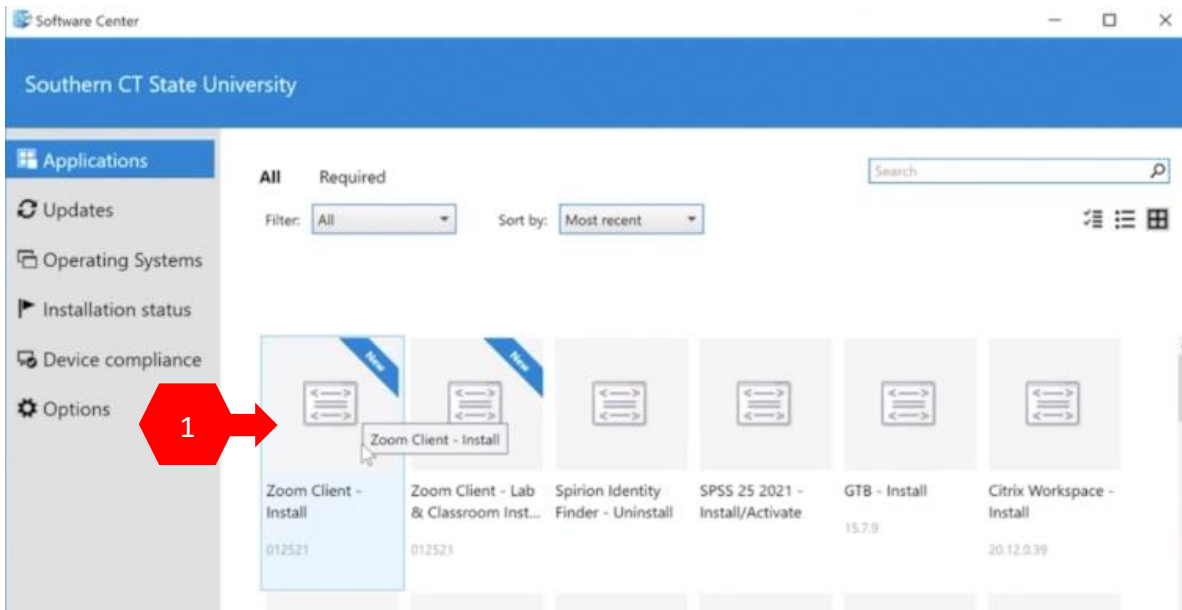 Software Center
Southern CT State University
Applications
Updates
Operating Systems
Installation status
Device compliance
Options
All Required
Search
Filter: All Sort by: Most recent
1
New
New
Zoom Client - Install
Zoom Client -
Install
012521
Zoom Client - Lab
& Classroom Inst...
012521
Spirion Identity
Finder - Uninstall
SPSS 25 2021 -
Install/Activate
GTB - Install
15.7.9
Citrix Workspace -
Install
20.12.0.39